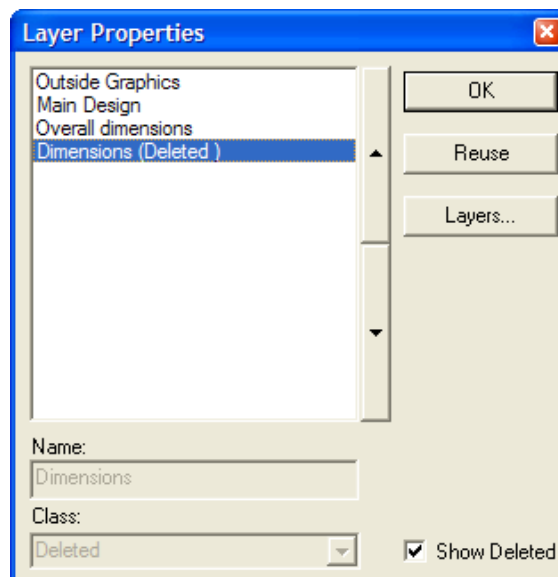 Layer Properties
Outside Graphics
Main Design
Overall dimensions
Dimensions (Deleted )
OK
Reuse
Layers...
Name:
Dimensions
Class:
Deleted
Show Deleted